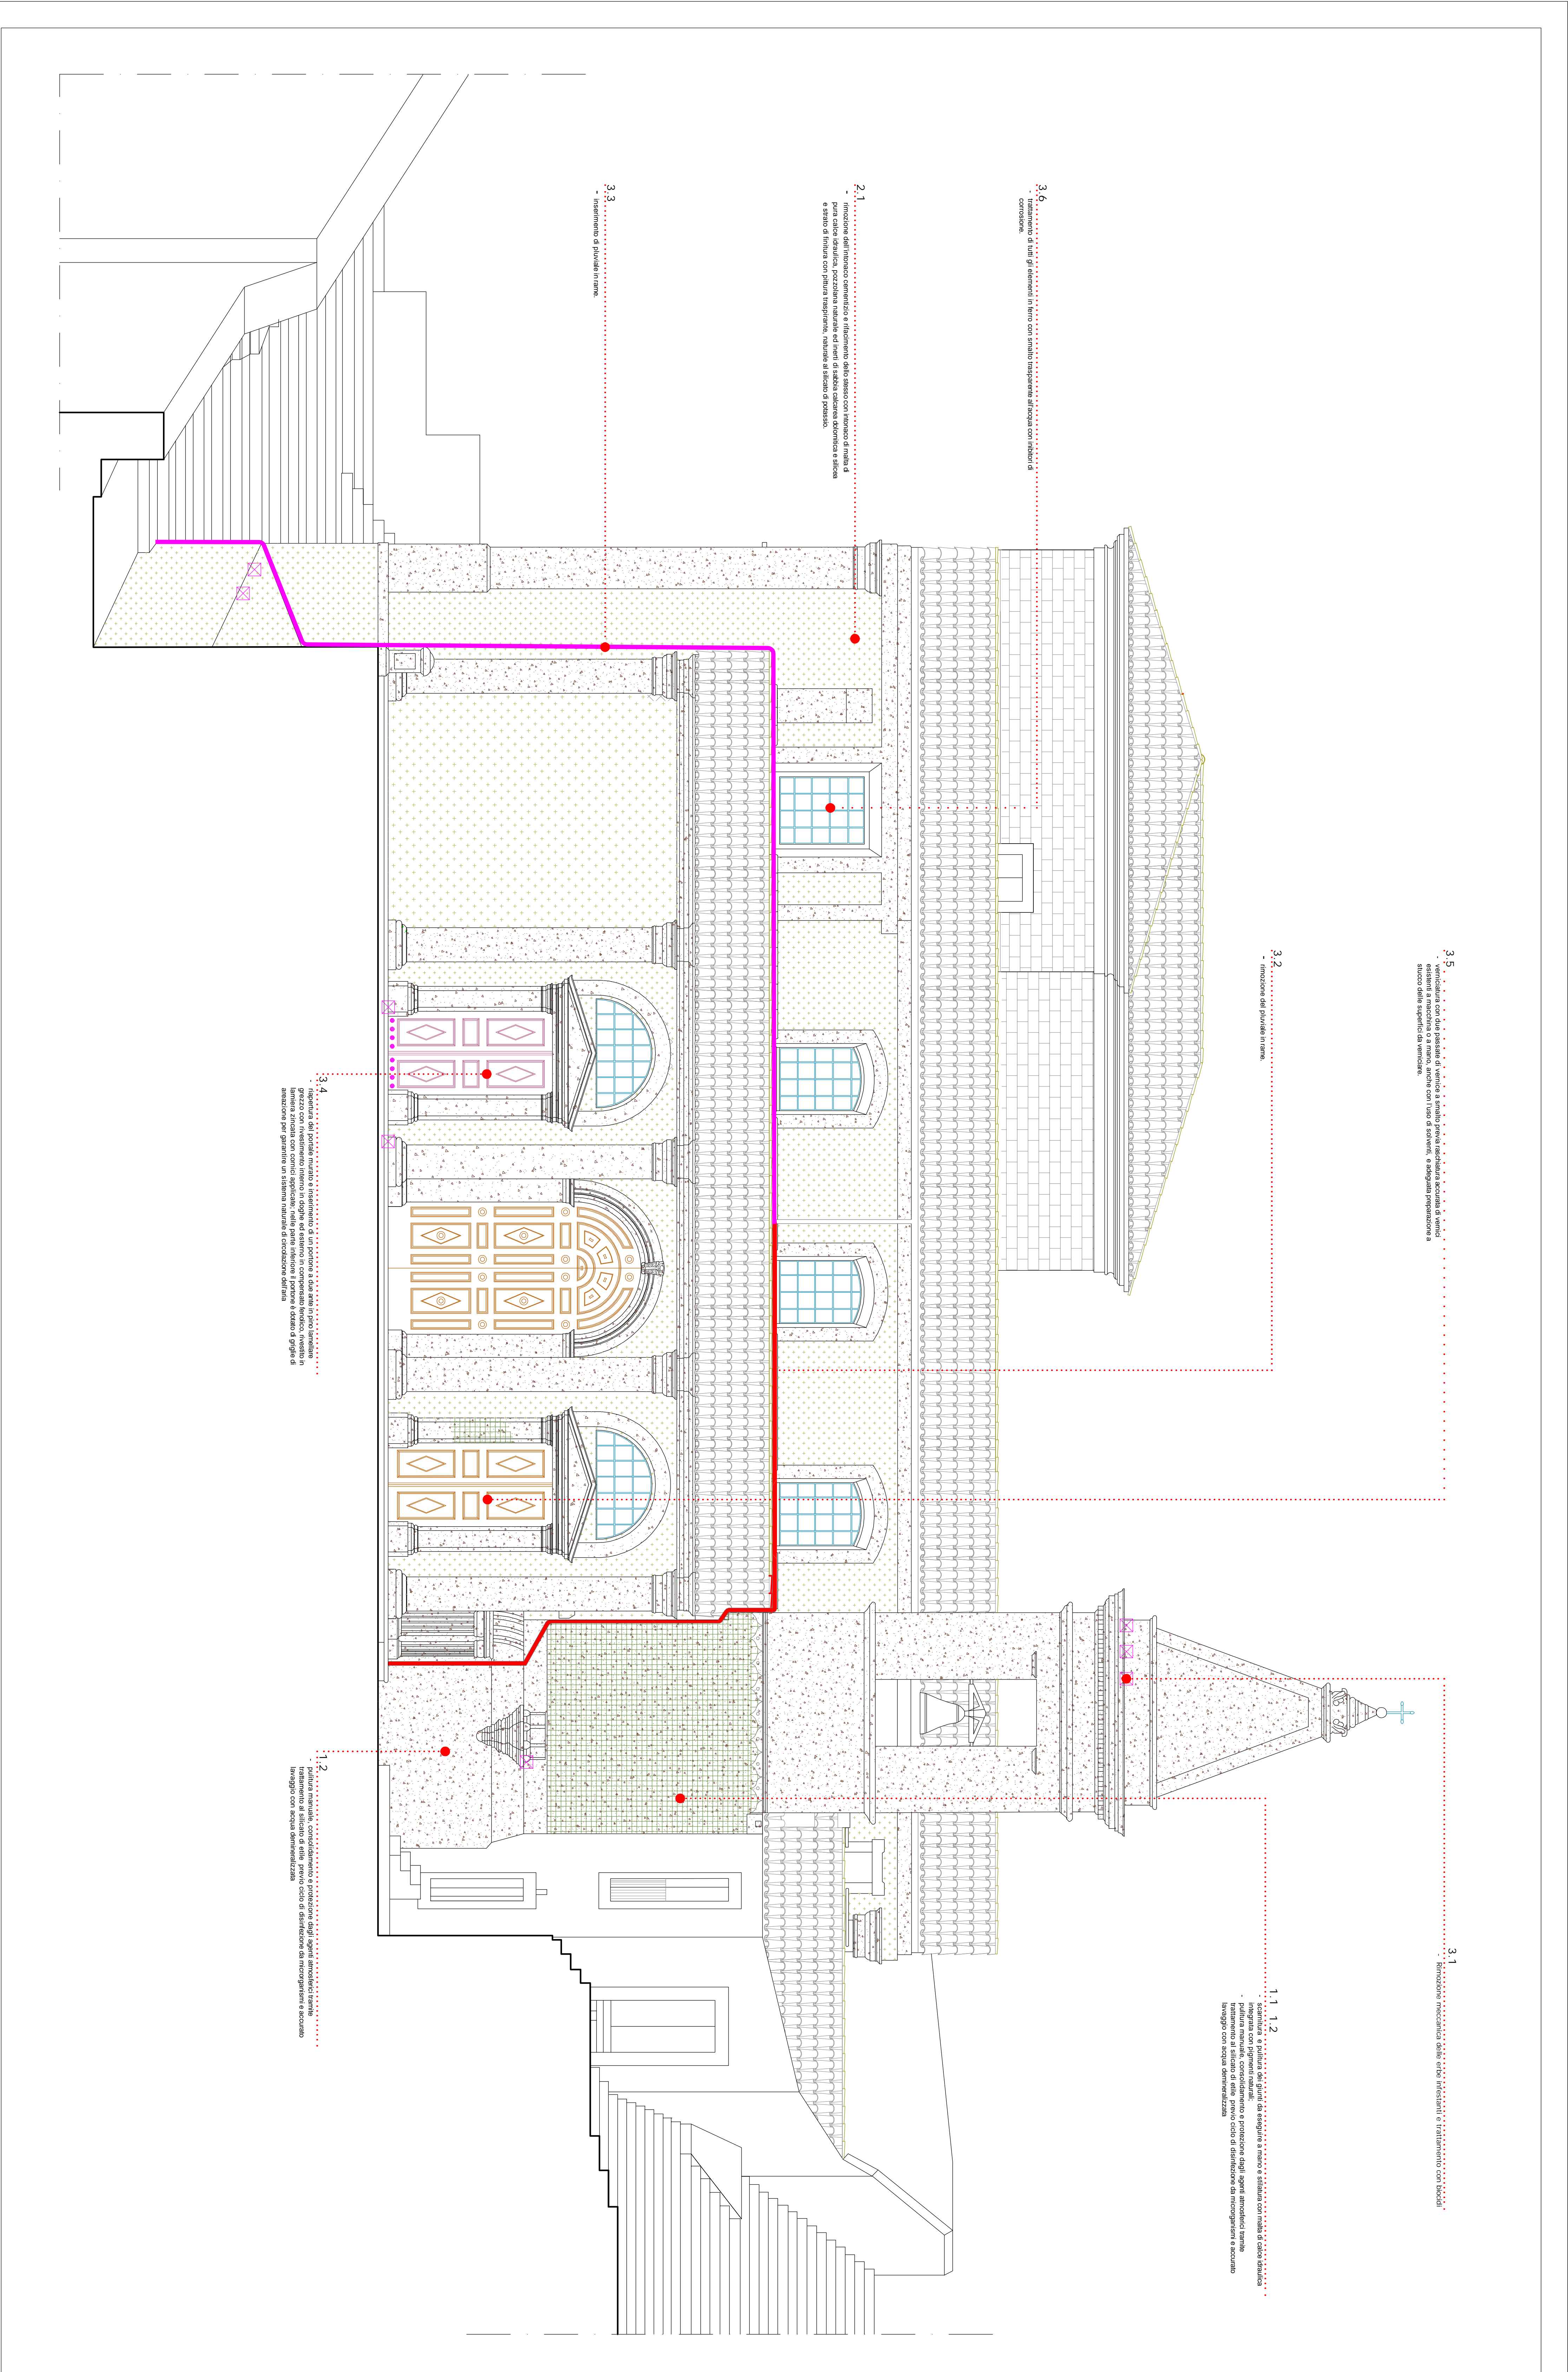 3.5
- verniciatura con due passate di vernice a smalto previa raschiatura accurata di vernici
esistenti a macchina o a mano, anche con l'uso di solventi, e adeguata preparazione a
stucco delle superfici da verniciare.
3.1
- Rimozione meccanica delle erbe infestanti e trattamento con biocidi
3.2
- rimozione del pluviale in rame.
1.1 1.2
- scarnitura e pulitura dei giunti da eseguire a mano e stilatura con malta di calce idraulica
integrata con pigmenti naturali;
- pulitura manuale, consolidamento e protezione dagli agenti atmosferici tramite
trattamento al silicato di etile previo ciclo di disinfezione da microrganismi e accurato
lavaggio con acqua demineralizzata
3.6
- trattamento di tutti gli elementi in ferro con smalto trasparente all'acqua con inibitori di
corrosione.
2.1
- rimozione dell'intonaco cementizio e rifacimento dello stesso con intonaco di malta di
pura calce idraulica, pozzolana naturale ed inerti di sabbia calcarea dolomitica e silicea
e strato di finitura con pittura traspirante, naturale al silicato di potassio.
3.3
- inserimento di pluviale in rame.
3.4
- riapertura del portale murato e inserimento di un portone a due ante in pino lamellare
grezzo con rivestimento interno in doghe ed esterno in compensato fenolico, rivestito in
lamiera zincata con cornici applicate; nelle parte inferiore il portone è dotato di griglie di
areazione per garantire un sistema naturale di circolazione dell'aria
1.2
- pulitura manuale, consolidamento e protezione dagli agenti atmosferici tramite
trattamento al silicato di etile previo ciclo di disinfezione da microrganismi e accurato
lavaggio con acqua demineralizzata